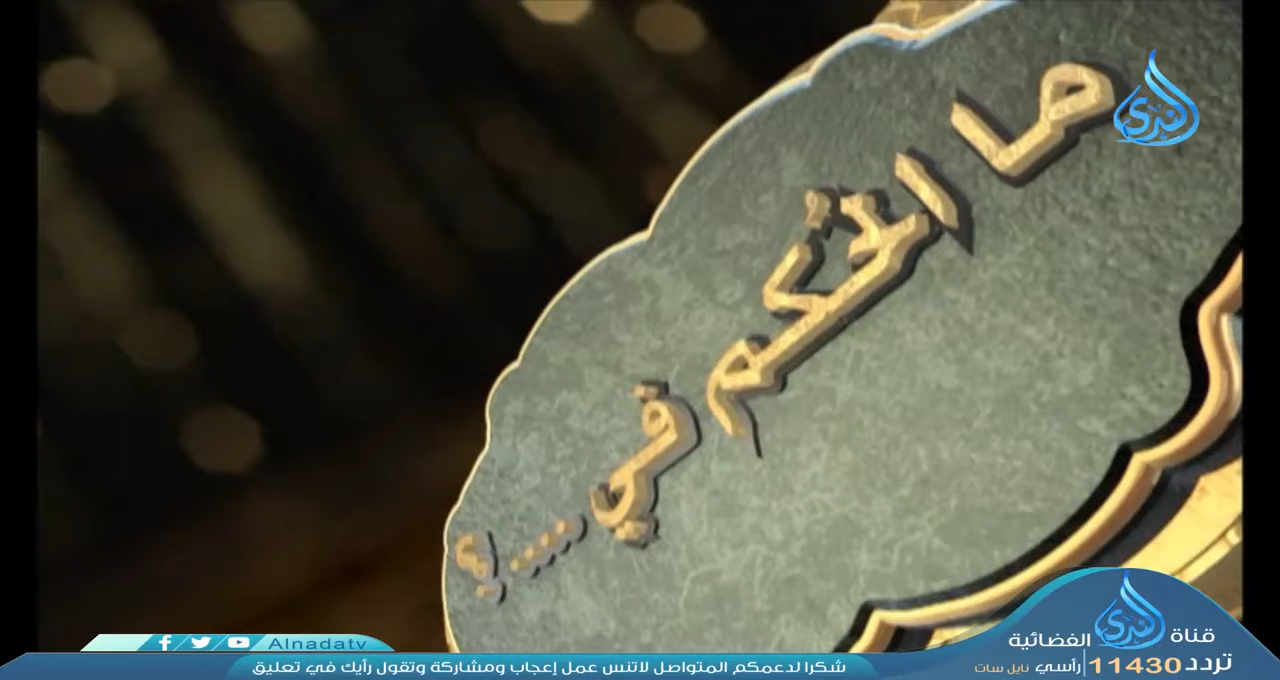 ما الحكم في ......؟
الندى
Alnadatv
قناة الندى الفضائية
تردد 11430 رأسي نايل سات
شكرا لدعمكم المتواصل لاتنس عمل إعجاب ومشاركة وتقول رأيك في تعليق